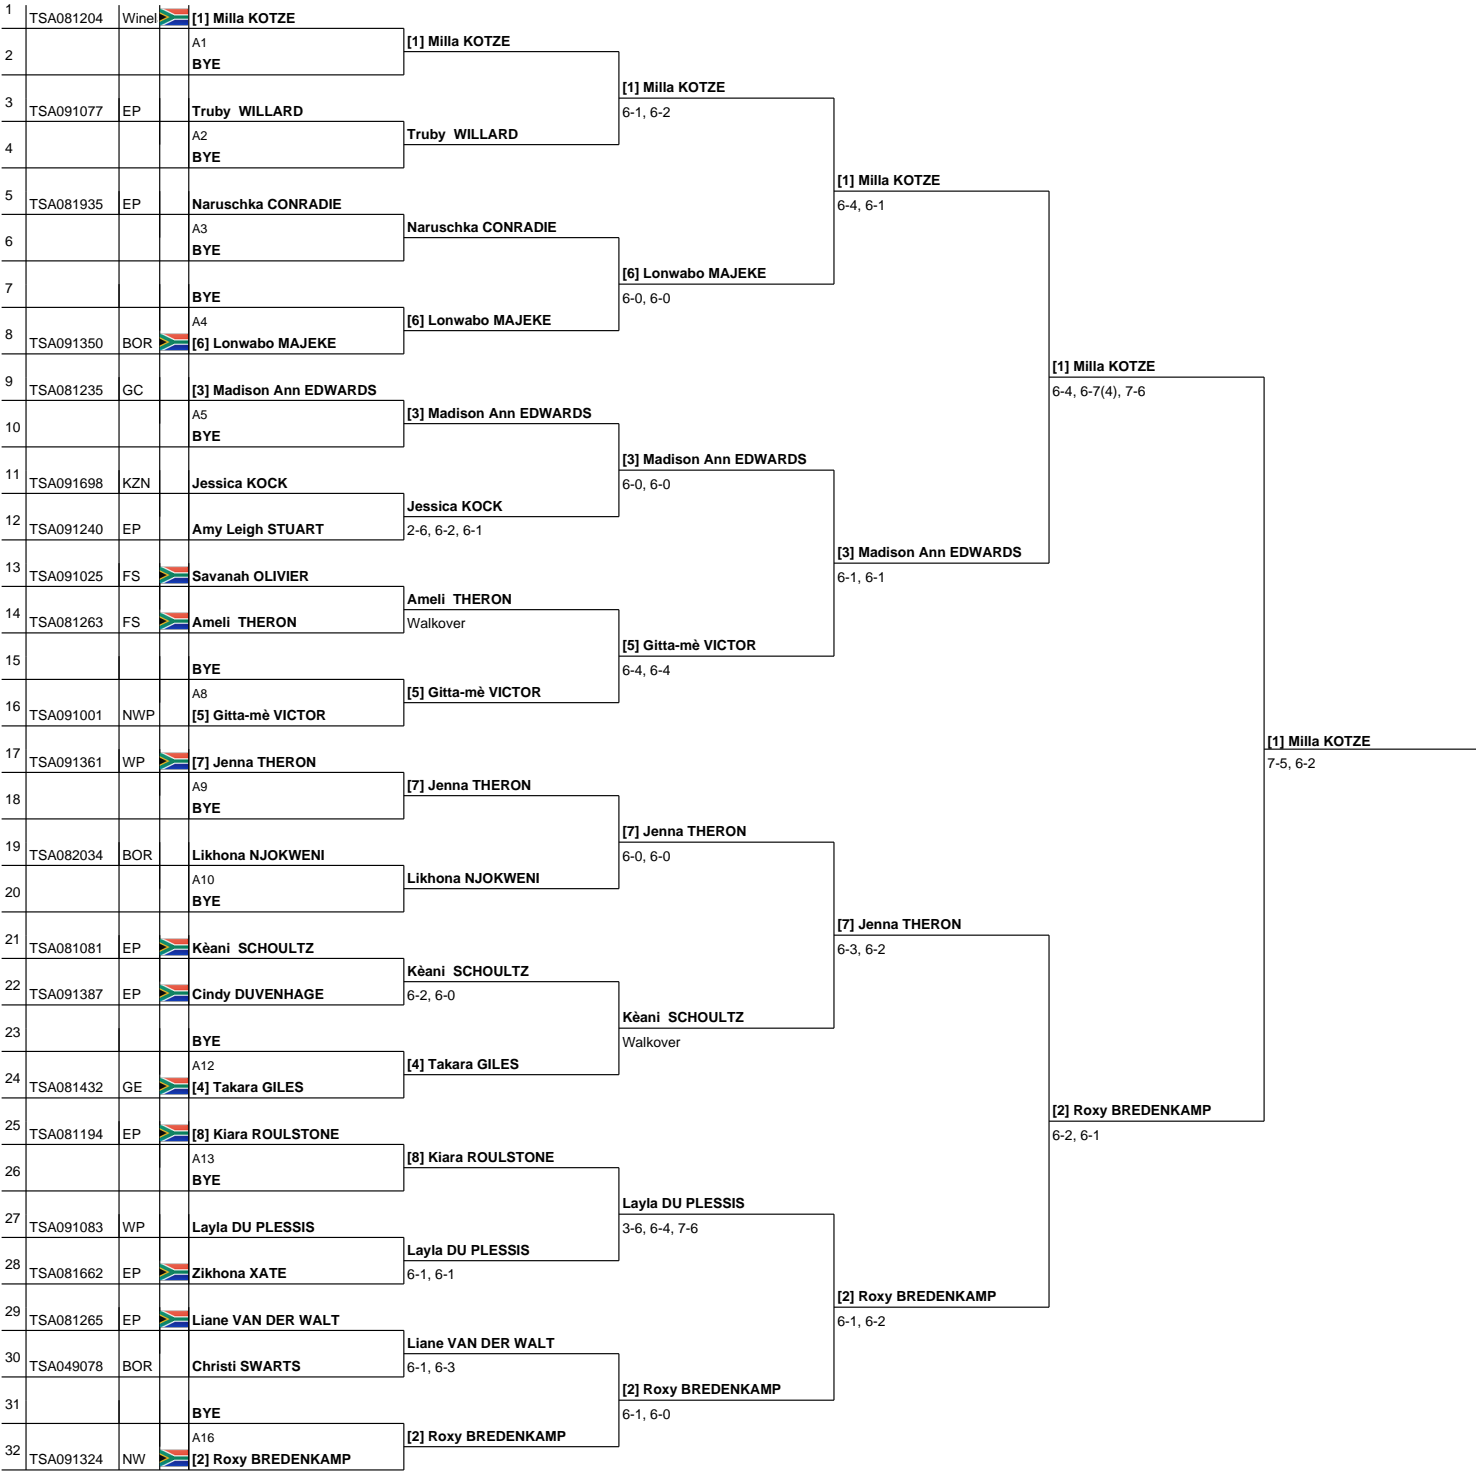 1 TSA081204 Winel [1] Milla KOTZE
A1 [1] Milla KOTZE
2 BYE
[1] Milla KOTZE
3 TSA091077 EP Truby WILLARD 6-1, 6-2
A2 Truby WILLARD
4 BYE
[1] Milla KOTZE
5 TSA081935 EP Naruschka CONRADIE 6-4, 6-1
A3 Naruschka CONRADIE
6 BYE
[6] Lonwabo MAJEKE
7 BYE 6-0, 6-0
A4 [6] Lonwabo MAJEKE
8 TSA091350 BOR [6] Lonwabo MAJEKE
[1] Milla KOTZE
9 TSA081235 GC [3] Madison Ann EDWARDS 6-4, 6-7(4), 7-6
A5 [3] Madison Ann EDWARDS
10 BYE
[3] Madison Ann EDWARDS
11 TSA091698 KZN Jessica KOCK 6-0, 6-0
Jessica KOCK
12 TSA091240 EP Amy Leigh STUART 2-6, 6-2, 6-1
[3] Madison Ann EDWARDS
13 TSA091025 FS Savanah OLIVIER 6-1, 6-1
Ameli THERON
14 TSA081263 FS Ameli THERON Walkover
[5] Gitta-mè VICTOR
15 BYE 6-4, 6-4
A8 [5] Gitta-mè VICTOR
16 TSA091001 NWP [5] Gitta-mè VICTOR
[1] Milla KOTZE
17 TSA091361 WP [7] Jenna THERON 7-5, 6-2
A9 [7] Jenna THERON
18 BYE
[7] Jenna THERON
19 TSA082034 BOR Likhona NJOKWENI 6-0, 6-0
A10 Likhona NJOKWENI
20 BYE
[7] Jenna THERON
21 TSA081081 EP Kèani SCHOULTZ 6-3, 6-2
Kèani SCHOULTZ
22 TSA091387 EP Cindy DUVENHAGE 6-2, 6-0
Kèani SCHOULTZ
23 BYE Walkover
A12 [4] Takara GILES
24 TSA081432 GE [4] Takara GILES
[2] Roxy BREDENKAMP
25 TSA081194 EP [8] Kiara ROULSTONE 6-2, 6-1
A13 [8] Kiara ROULSTONE
26 BYE
Layla DU PLESSIS
27 TSA091083 WP Layla DU PLESSIS 3-6, 6-4, 7-6
Layla DU PLESSIS
28 TSA081662 EP Zikhona XATE 6-1, 6-1
[2] Roxy BREDENKAMP
29 TSA081265 EP Liane VAN DER WALT 6-1, 6-2
Liane VAN DER WALT
30 TSA049078 BOR Christi SWARTS 6-1, 6-3
[2] Roxy BREDENKAMP
31 BYE 6-1, 6-0
A16 [2] Roxy BREDENKAMP
32 TSA091324 NW [2] Roxy BREDENKAMP